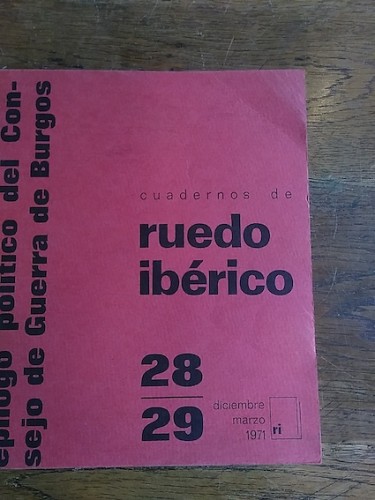 epílogo político del Con-
sejo de Guerra de Burgos
cuadernos de
ruedo
ibérico
28
29
diciembre
marzo
1971
ri